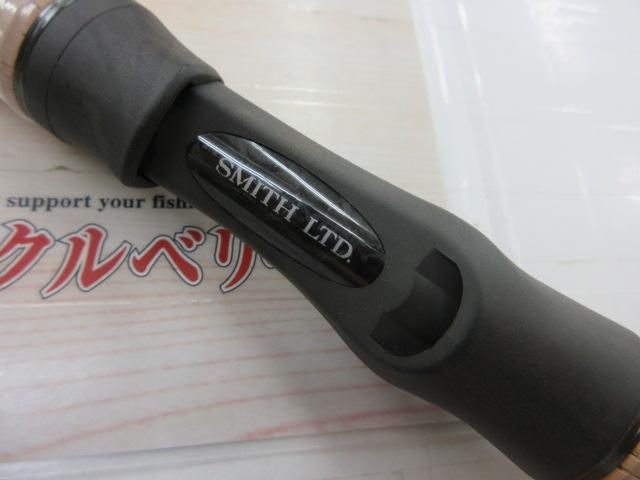 SMITH LTD.
support your fish.
クルベリ